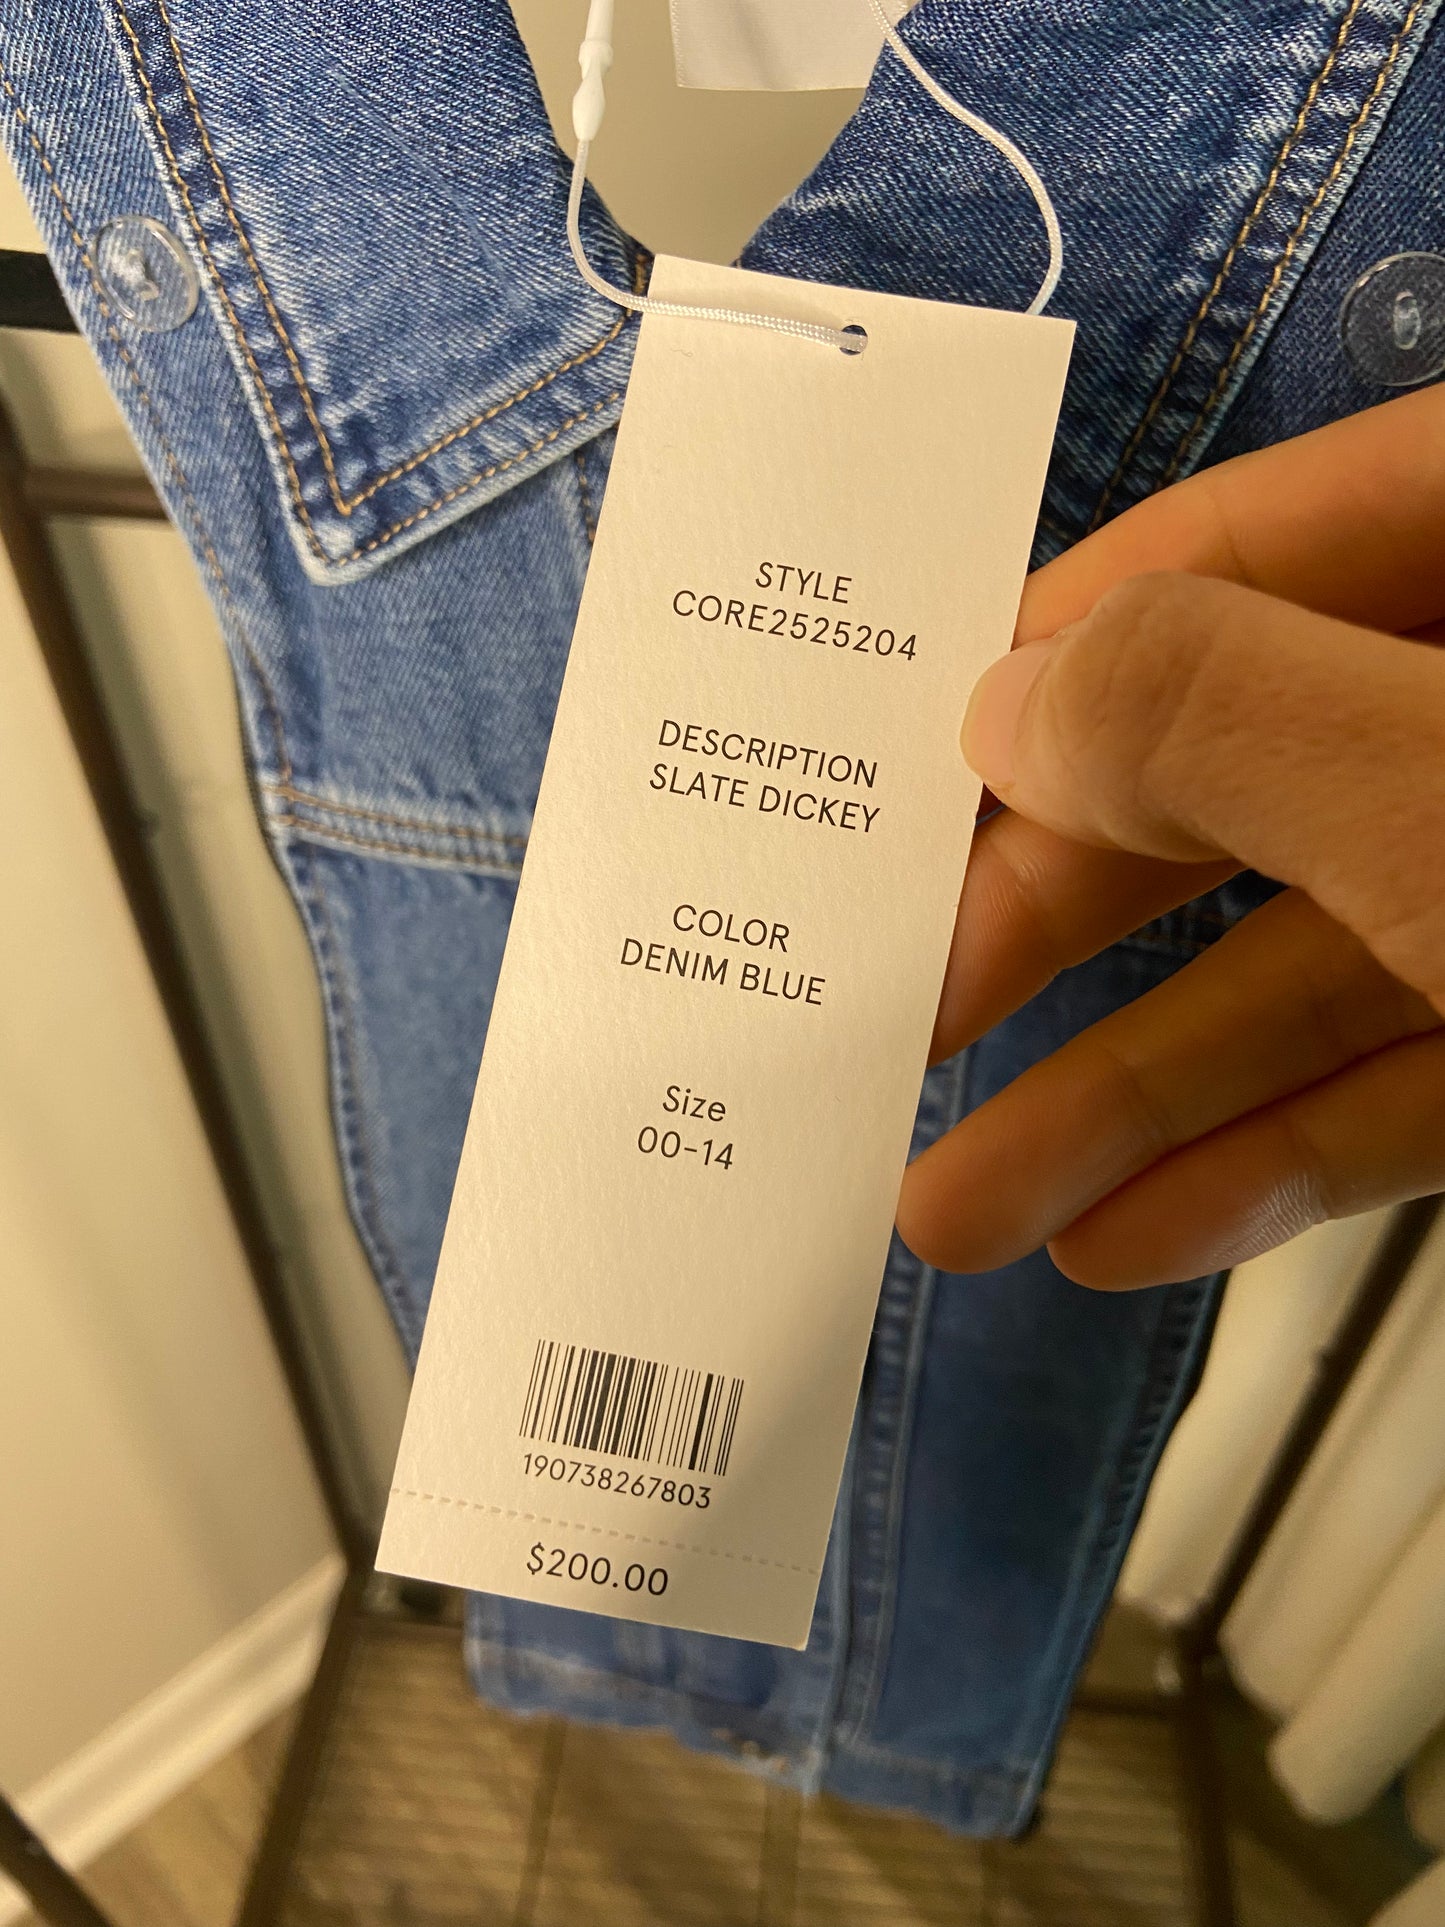 STYLE
CORE2525204
DESCRIPTION
SLATE DICKEY
COLOR
DENIM BLUE
Size
00-14
190738267803
$200.00